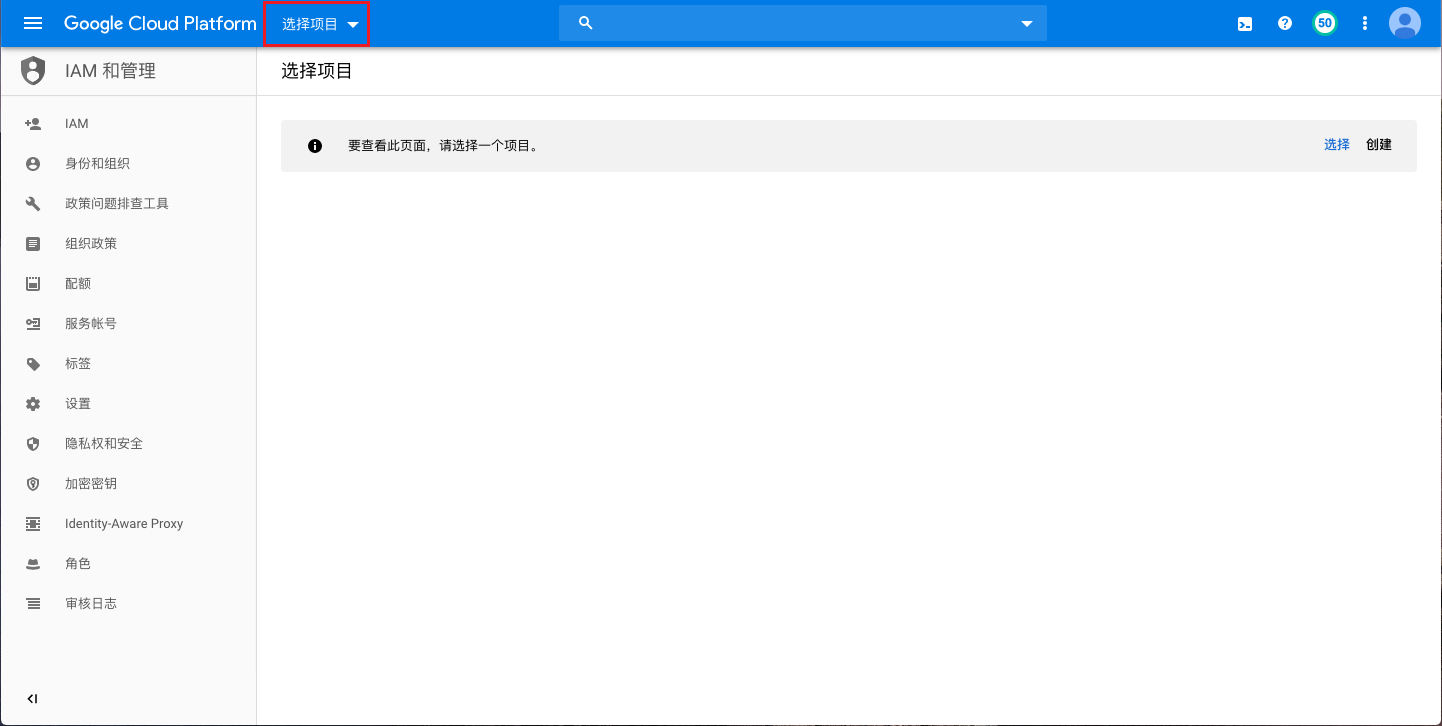 Google Cloud Platform 选择项目 50
IAM 和管理
选择项目
要查看此页面，请选择一个项目。 选择 创建
IAM
身份和组织
政策问题排查工具
组织政策
配额
服务帐号
标签
设置
隐私权和安全
加密密钥
Identity-Aware Proxy
角色
审核日志